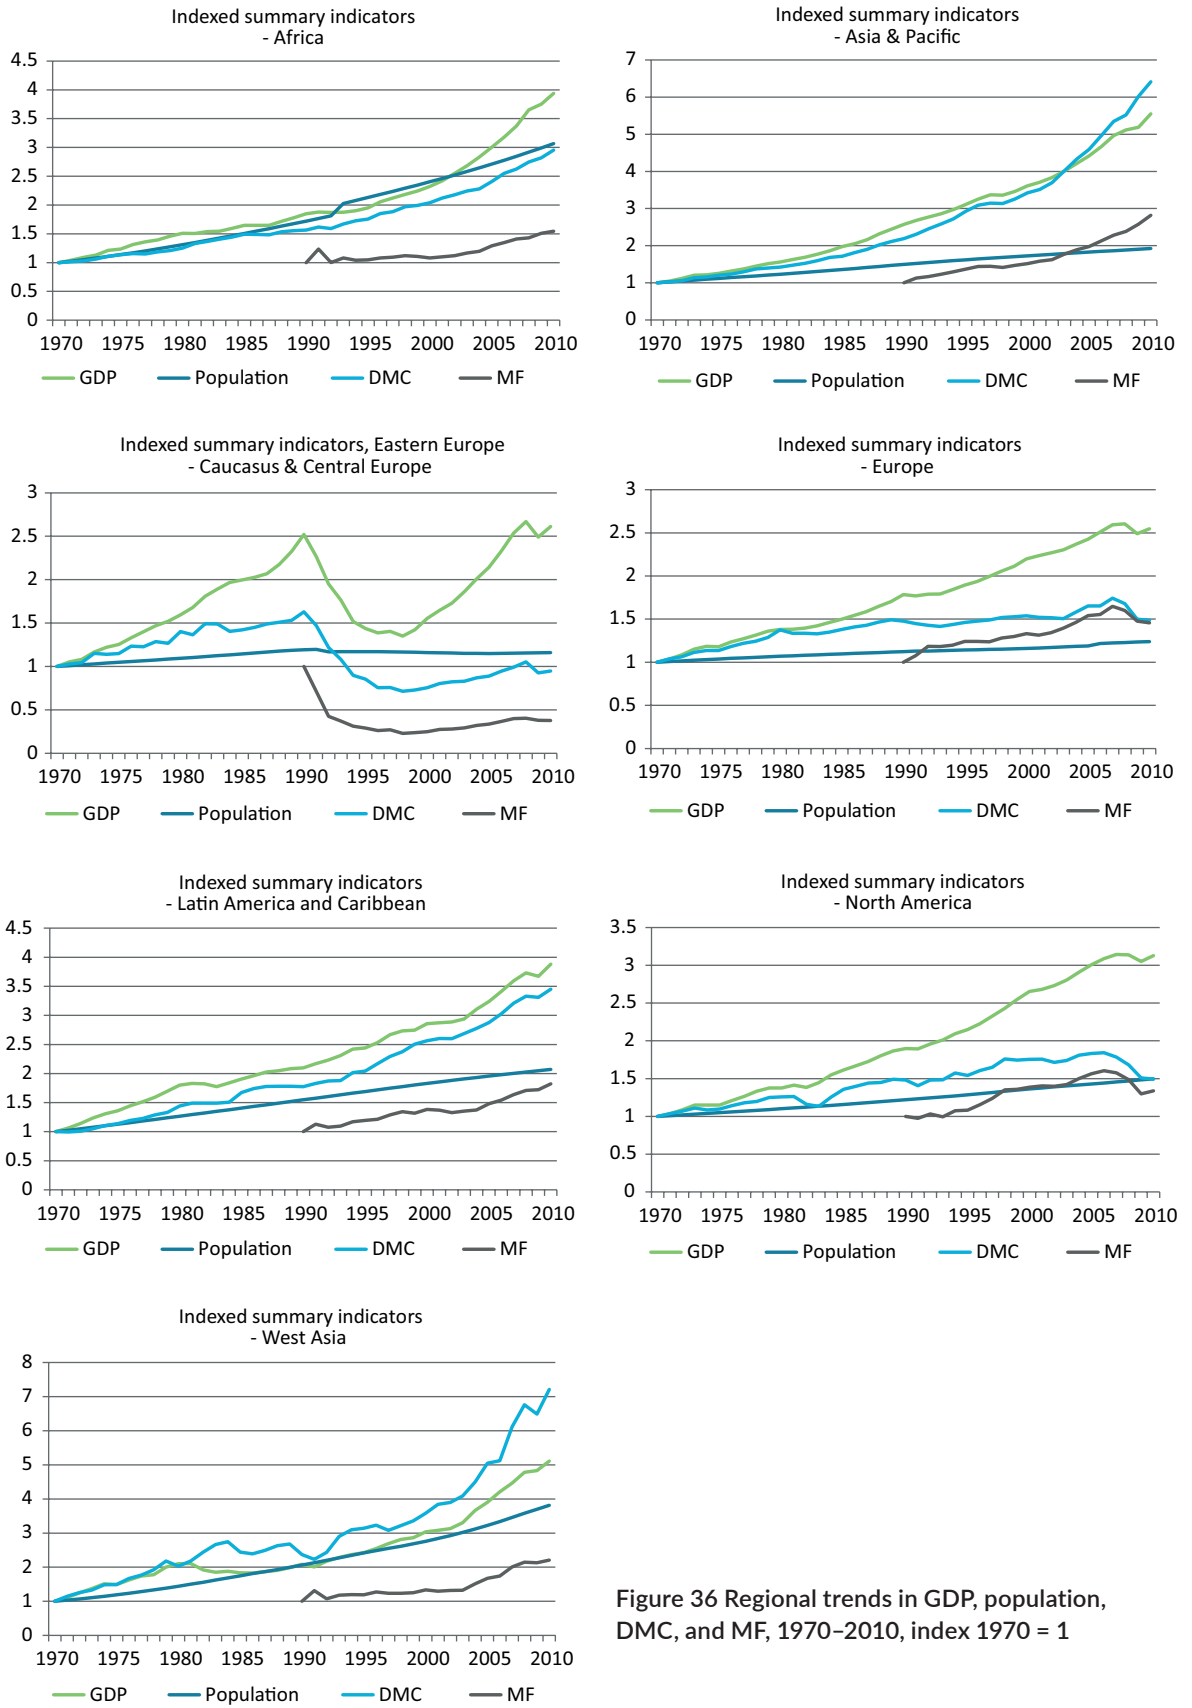 Indexed summary indicators
- Africa
4.5
4
3.5
3
2.5
2
1.5
1
0.5
0
1970 1975 1980 1985 1990 1995 2000 2005 2010
GDP Population DMC MF
Indexed summary indicators
- Asia & Pacific
7
6
5
4
3
2
1
0
1970 1975 1980 1985 1990 1995 2000 2005 2010
GDP Population DMC MF
Indexed summary indicators, Eastern Europe
- Caucasus & Central Europe
3
2.5
2
1.5
1
0.5
0
1970 1975 1980 1985 1990 1995 2000 2005 2010
GDP Population DMC MF
Indexed summary indicators
- Europe
3
2.5
2
1.5
1
0.5
0
1970 1975 1980 1985 1990 1995 2000 2005 2010
GDP Population DMC MF
Indexed summary indicators
- Latin America and Caribbean
4.5
4
3.5
3
2.5
2
1.5
1
0.5
0
1970 1975 1980 1985 1990 1995 2000 2005 2010
GDP Population DMC MF
Indexed summary indicators
- North America
3.5
3
2.5
2
1.5
1
0.5
0
1970 1975 1980 1985 1990 1995 2000 2005 2010
GDP Population DMC MF
Indexed summary indicators
- West Asia
8
7
6
5
4
3
2
1
0
1970 1975 1980 1985 1990 1995 2000 2005 2010
GDP Population DMC MF
Figure 36 Regional trends in GDP, population,
DMC, and MF, 1970–2010, index 1970 = 1